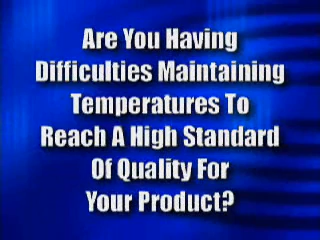 Are You Having
Difficulties Maintaining
Temperatures To
Reach A High Standard
Of Quality For
Your Product?